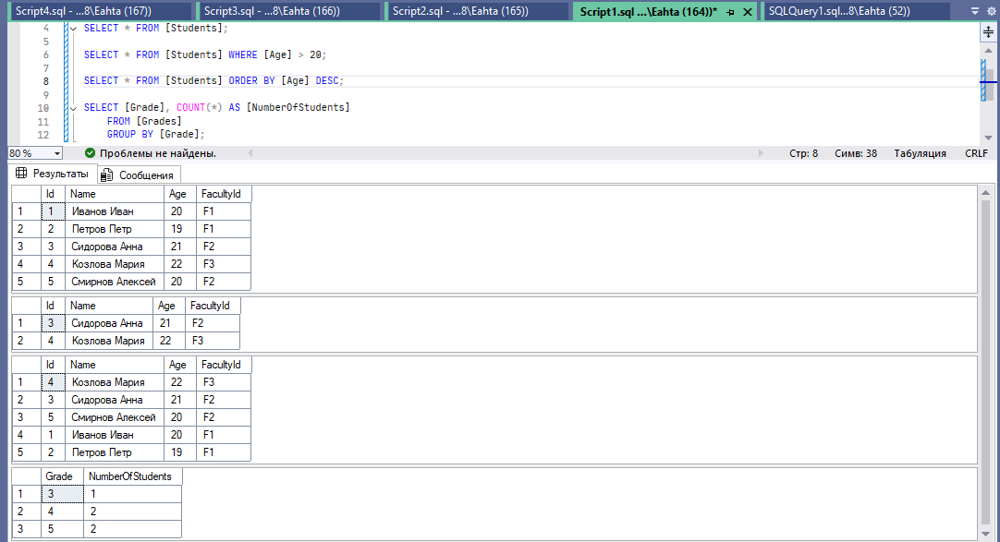 Script4.sql - ...8\Eahta (167))
Script3.sql - ...8\Eahta (166))
Script2.sql - ...8\Eahta (165))
Script1.sql ...\Eahta (164))*
SQLQuery1.sql...8\Eahta (52))
4 SELECT * FROM [Students];
5
6 SELECT * FROM [Students] WHERE [Age] > 20;
7
8 SELECT * FROM [Students] ORDER BY [Age] DESC;
9
10 SELECT [Grade], COUNT(*) AS [NumberOfStudents]
11 FROM [Grades]
12 GROUP BY [Grade];
80 % Проблемы не найдены. Стр: 8 Симв: 38 Табуляция CRLF
Результаты Сообщения
Id Name Age FacultyId
1 1 Иванов Иван 20 F1
2 2 Петров Петр 19 F1
3 3 Сидорова Анна 21 F2
4 4 Козлова Мария 22 F3
5 5 Смирнов Алексей 20 F2
Id Name Age FacultyId
1 3 Сидорова Анна 21 F2
2 4 Козлова Мария 22 F3
Id Name Age FacultyId
1 4 Козлова Мария 22 F3
2 3 Сидорова Анна 21 F2
3 5 Смирнов Алексей 20 F2
4 1 Иванов Иван 20 F1
5 2 Петров Петр 19 F1
Grade NumberOfStudents
1 3 1
2 4 2
3 5 2